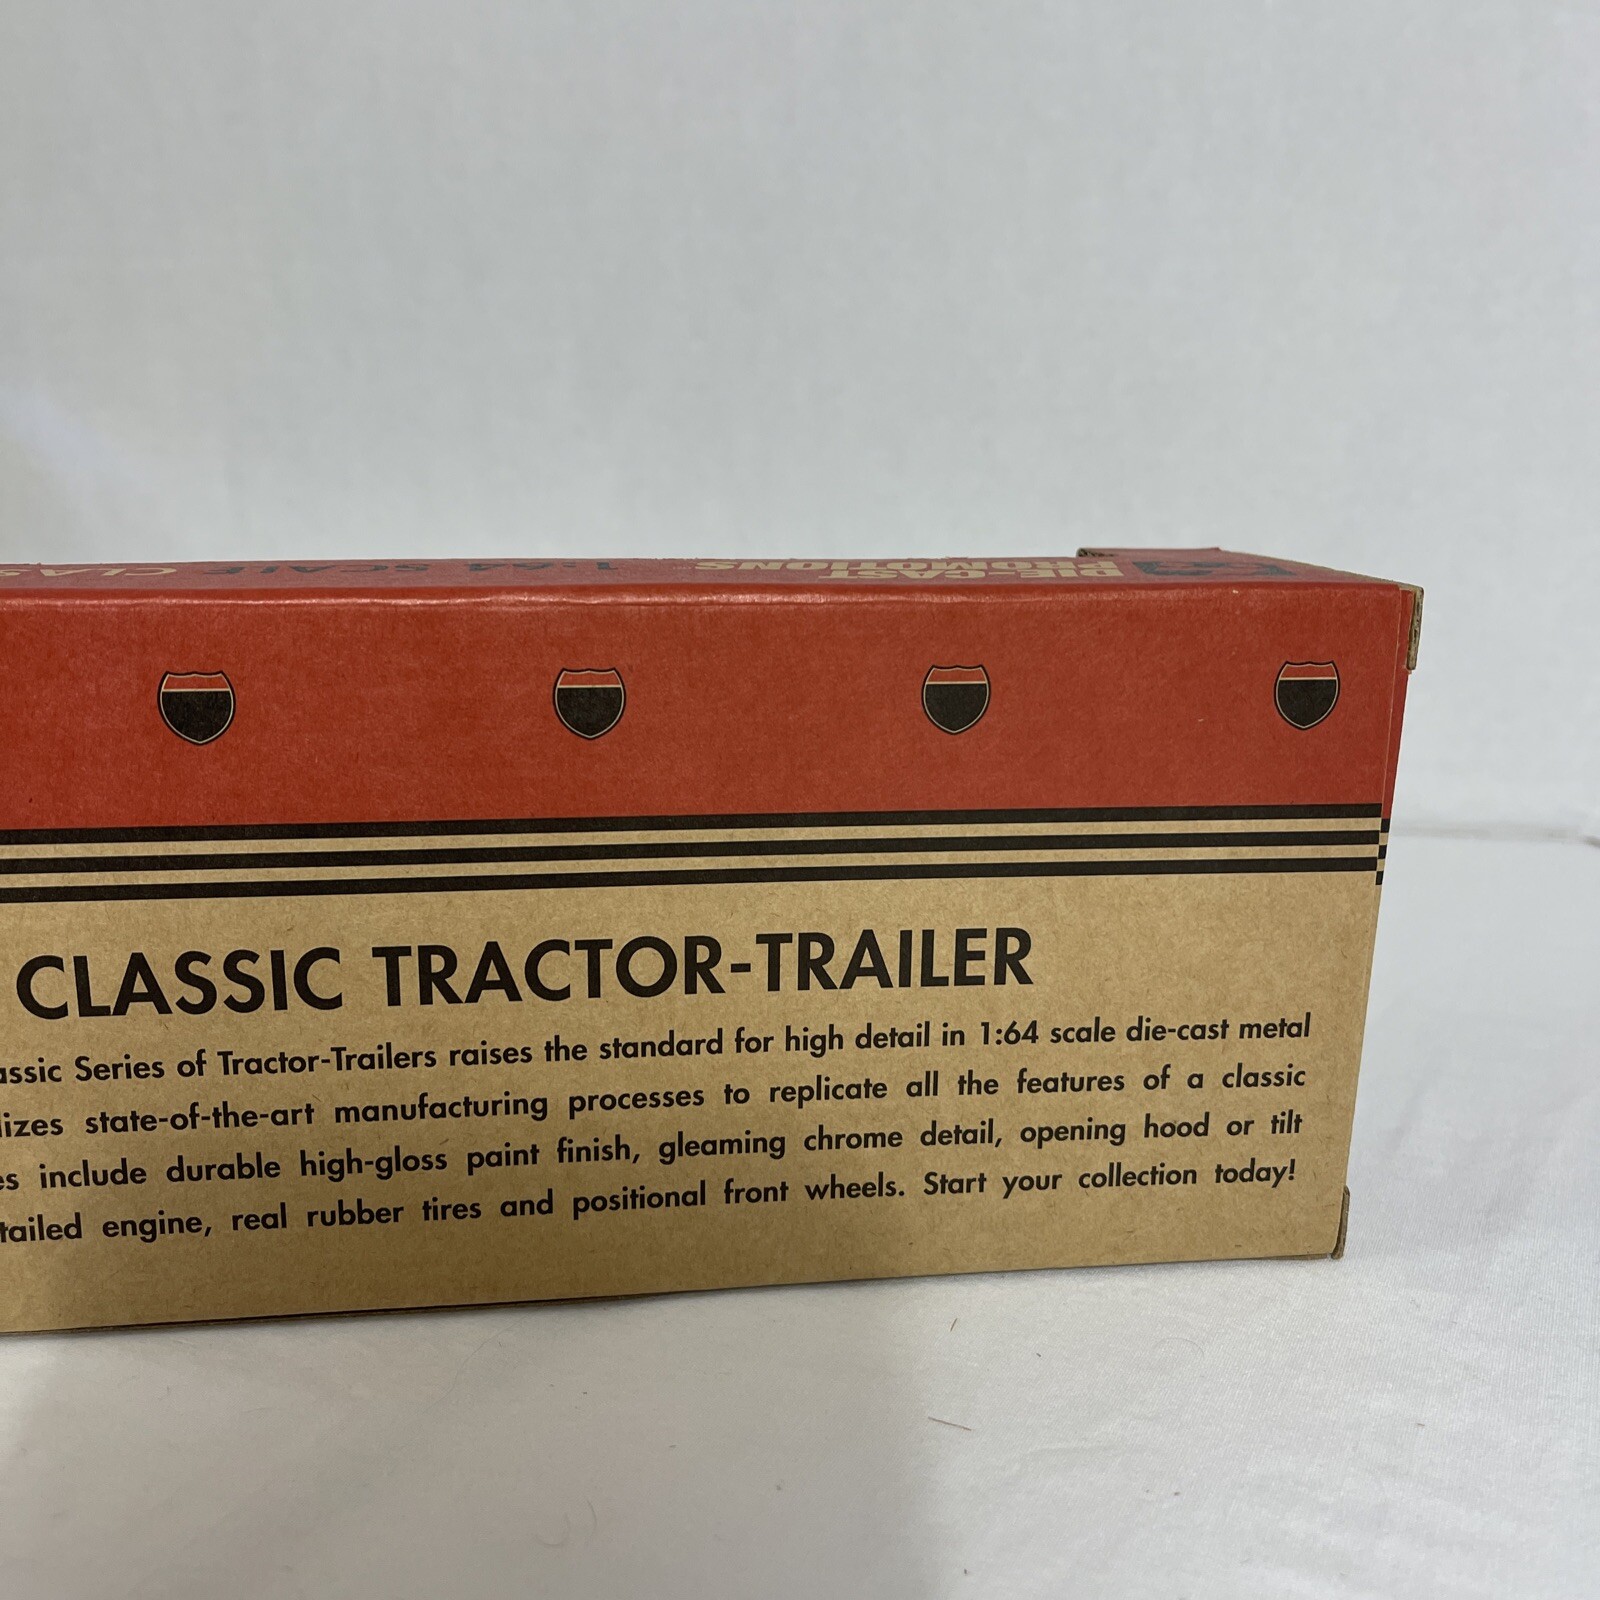 DIE-CAST
PROMOTIONS
1:64 SCALE
CLASSIC TRACTOR-TRAILER
assic Series of Tractor-Trailers raises the standard for high detail in 1:64 scale die-cast metal
lizes state-of-the-art manufacturing processes to replicate all the features of a classic
es include durable high-gloss paint finish, gleaming chrome detail, opening hood or tilt
tailed engine, real rubber tires and positional front wheels. Start your collection today!